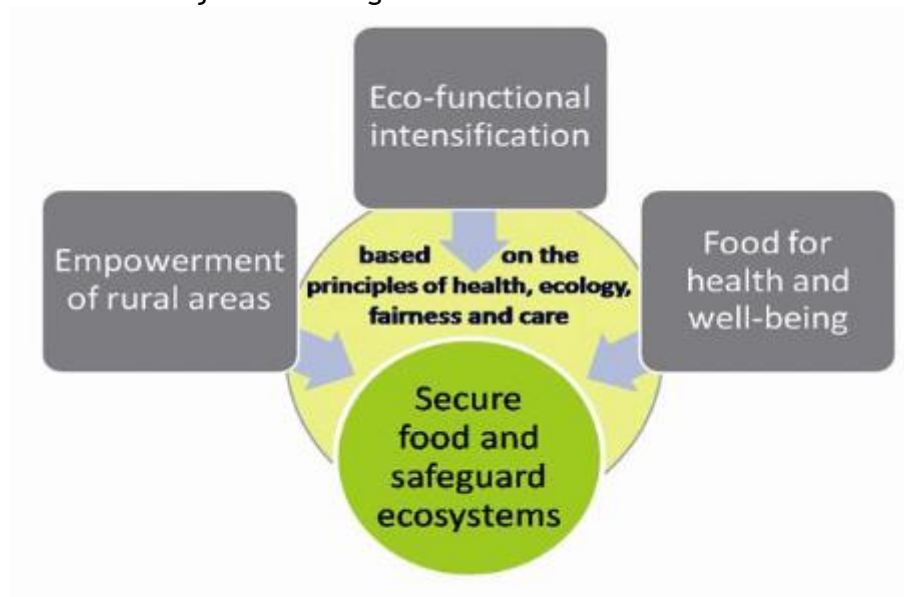 Eco-functional
intensification
Empowerment
of rural areas
Food for
health and
well-being
based on the
principles of health, ecology,
fairness and care
Secure
food and
safeguard
ecosystems